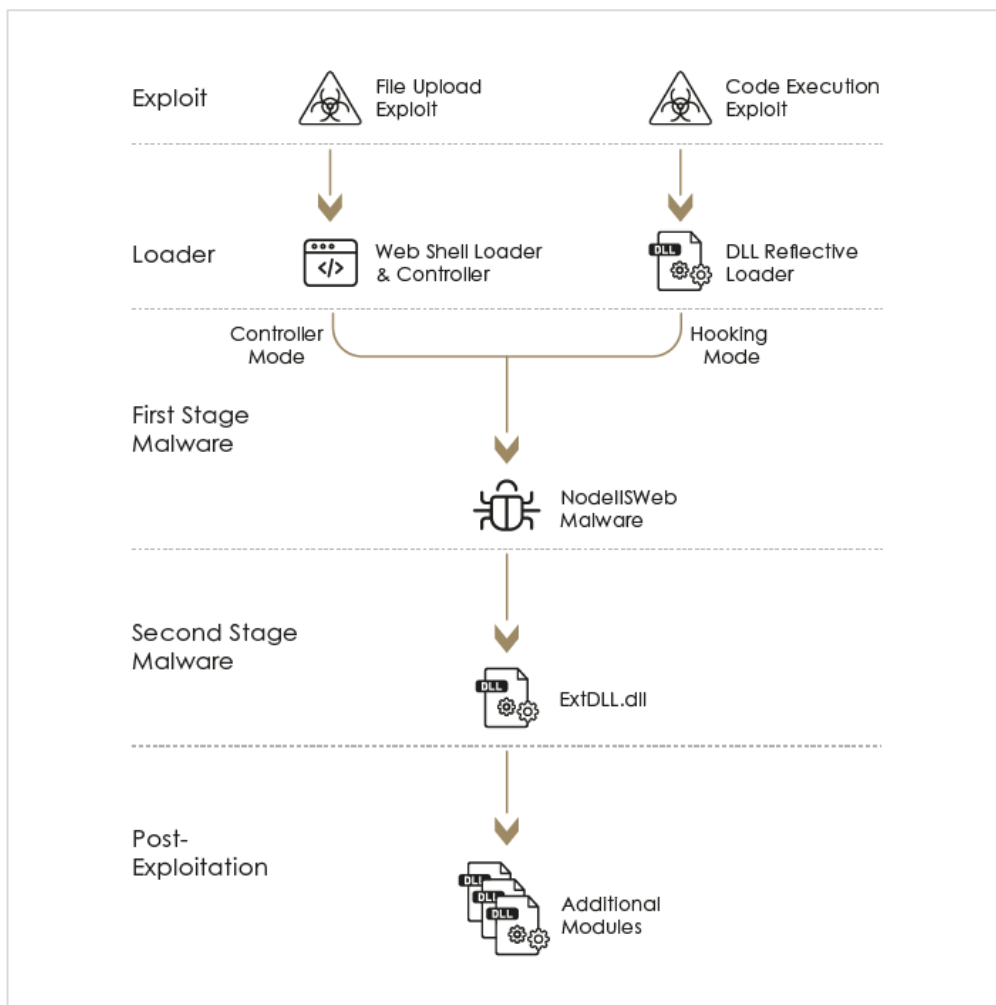 Exploit
File Upload
Exploit
Code Execution
Exploit
Loader
Web Shell Loader
& Controller
DLL
DLL Reflective
Loader
Controller
Mode
Hooking
Mode
First Stage
Malware
NodeIISWeb
Malware
Second Stage
Malware
DLL
ExtDLL.dll
Post-
Exploitation
DLL
DLL
DLL
Additional
Modules